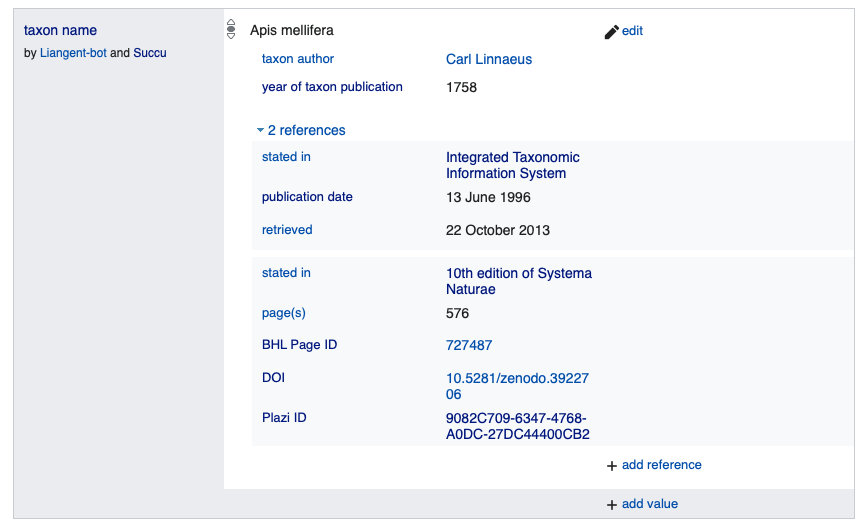 taxon name
by Liangent-bot and Succu
Apis mellifera
edit
taxon author
Carl Linnaeus
year of taxon publication
1758
2 references
stated in
Integrated Taxonomic
Information System
publication date
13 June 1996
retrieved
22 October 2013
stated in
10th edition of Systema
Naturae
page(s)
576
BHL Page ID
727487
DOI
10.5281/zenodo.39227
06
Plazi ID
9082C709-6347-4768-
A0DC-27DC44400CB2
+ add reference
+ add value